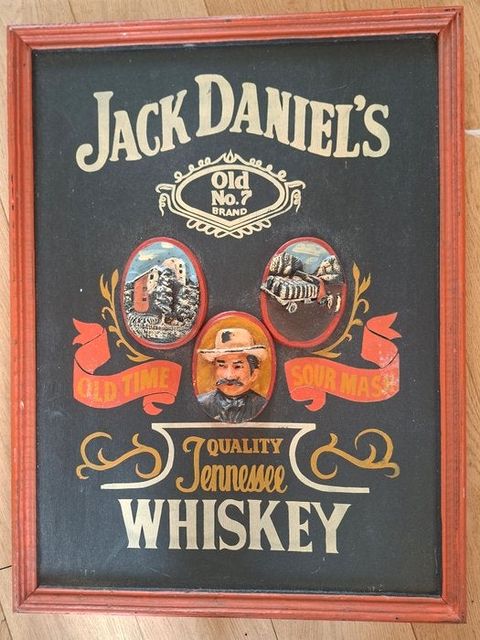 JACK DANIEL'S
Old
No.7
BRAND
OLD TIME
SOUR MASH
QUALITY
Tennessee
WHISKEY